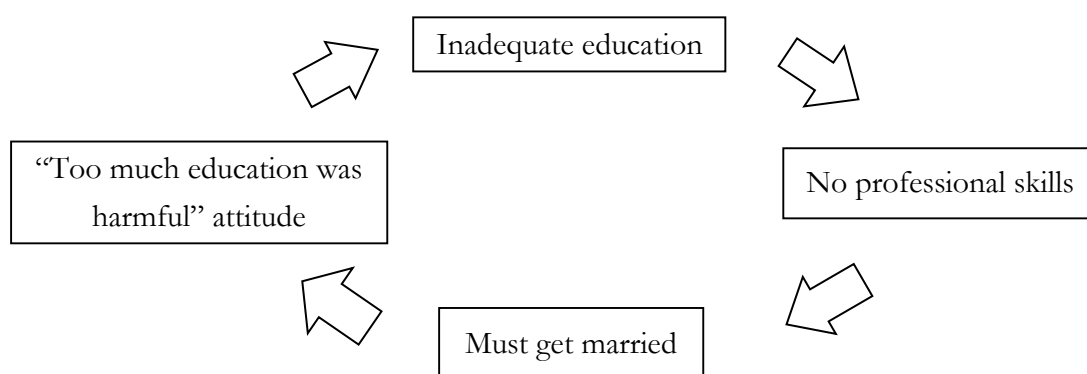 Inadequate education
No professional skills
Must get married
“Too much education was
harmful” attitude